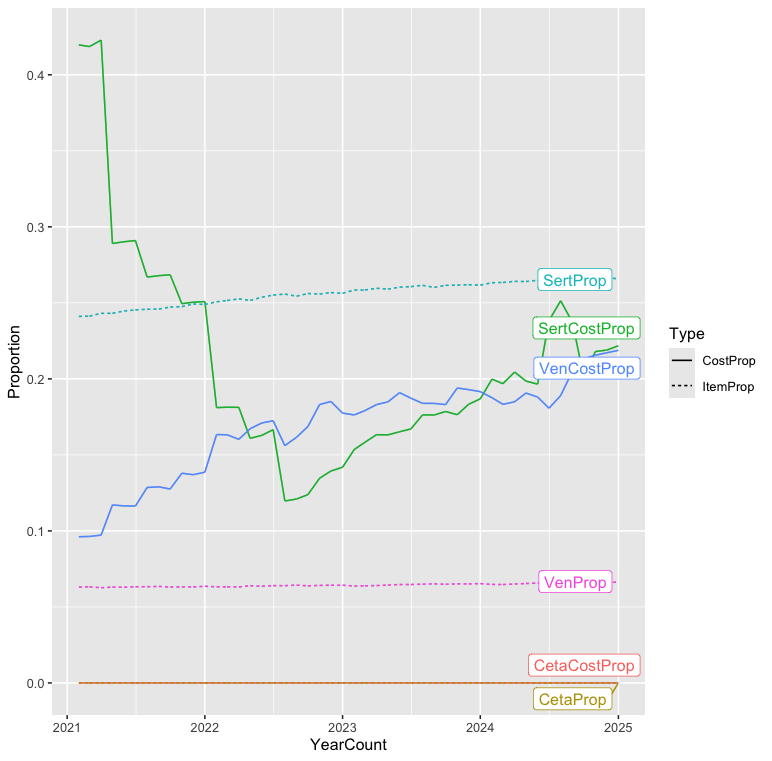 0.4
0.3
0.2
0.1
0.0
Proportion
SertProp
SertCostProp
VenCostProp
VenProp
CetaCostProp
CetaProp
2021
2022
2023
2024
2025
YearCount
Type
CostProp
ItemProp